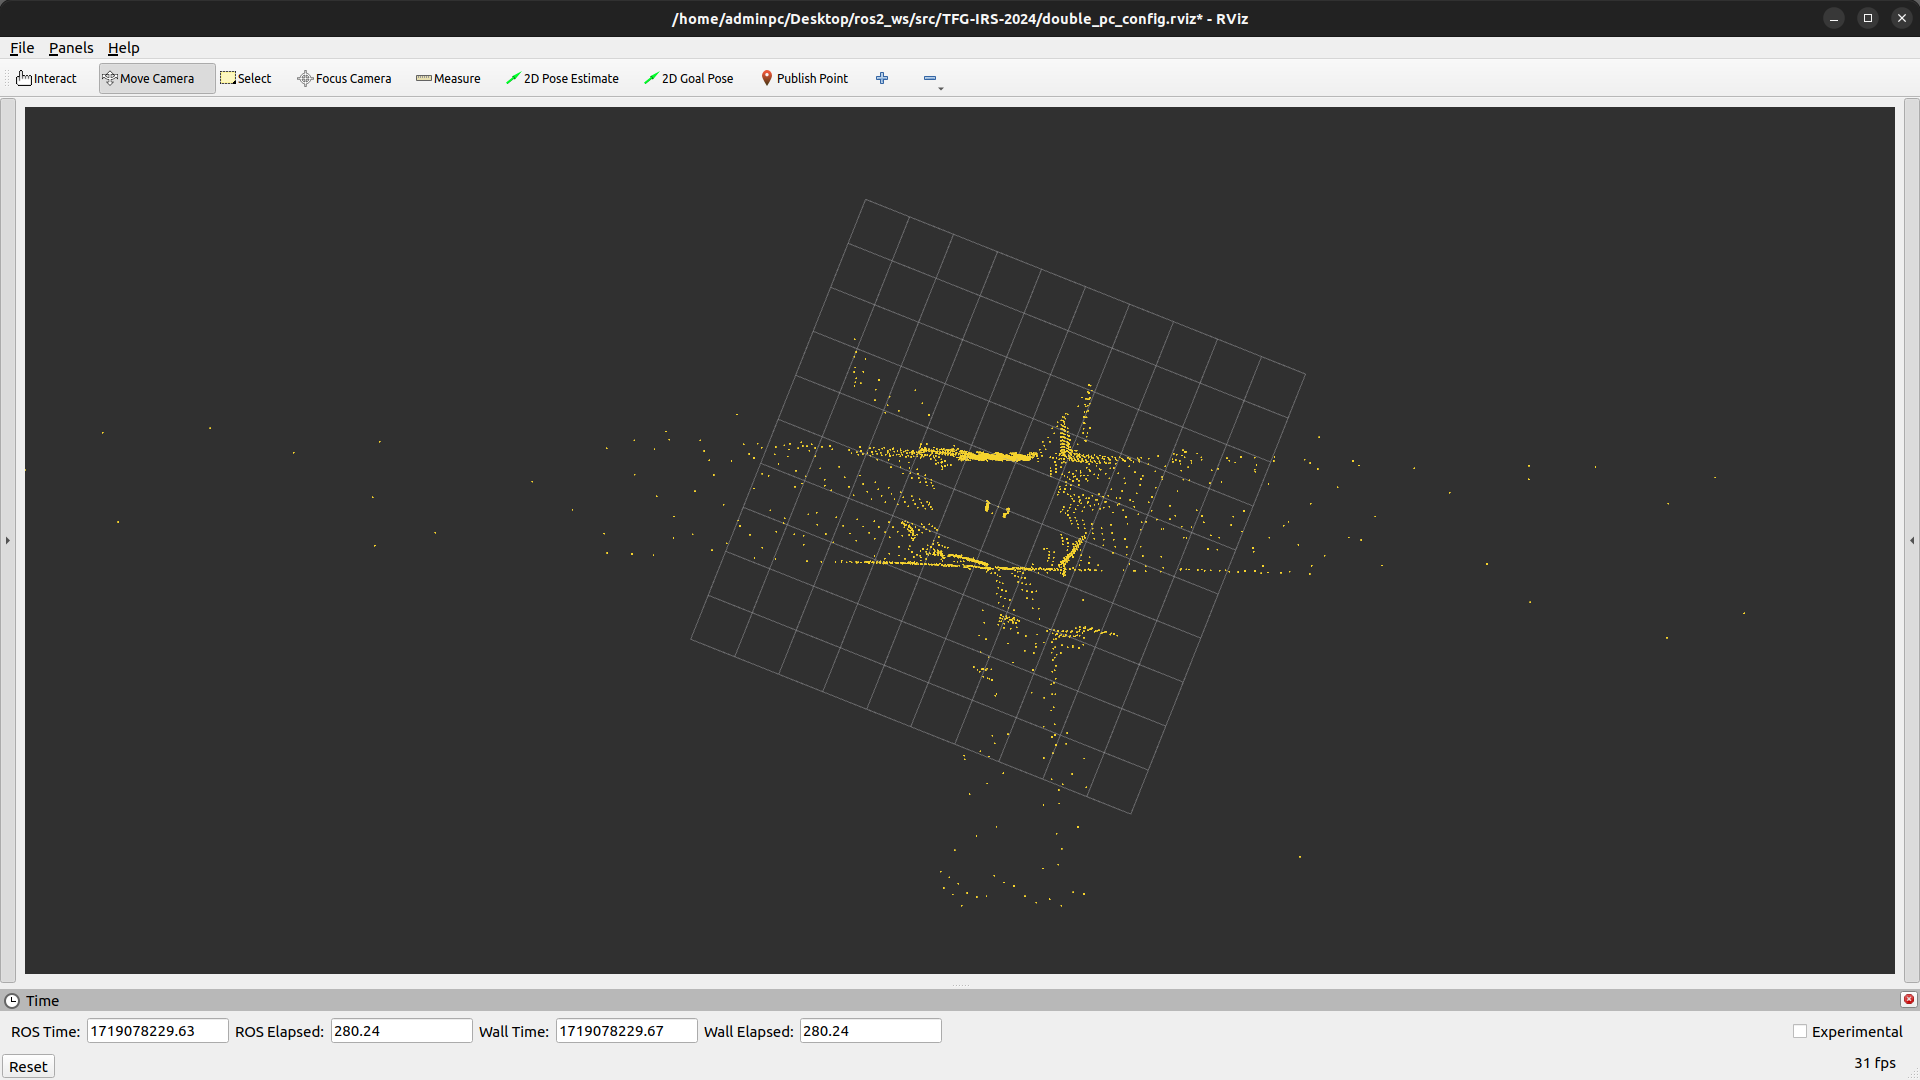 /home/adminpc/Desktop/ros2_ws/src/TFG-IRS-2024/double_pc_config.rviz* - RViz
File Panels Help
Interact Move Camera Select Focus Camera Measure 2D Pose Estimate 2D Goal Pose Publish Point
Time
ROS Time: 1719078229.63 ROS Elapsed: 280.24 Wall Time: 1719078229.67 Wall Elapsed: 280.24 Experimental
Reset 31 fps